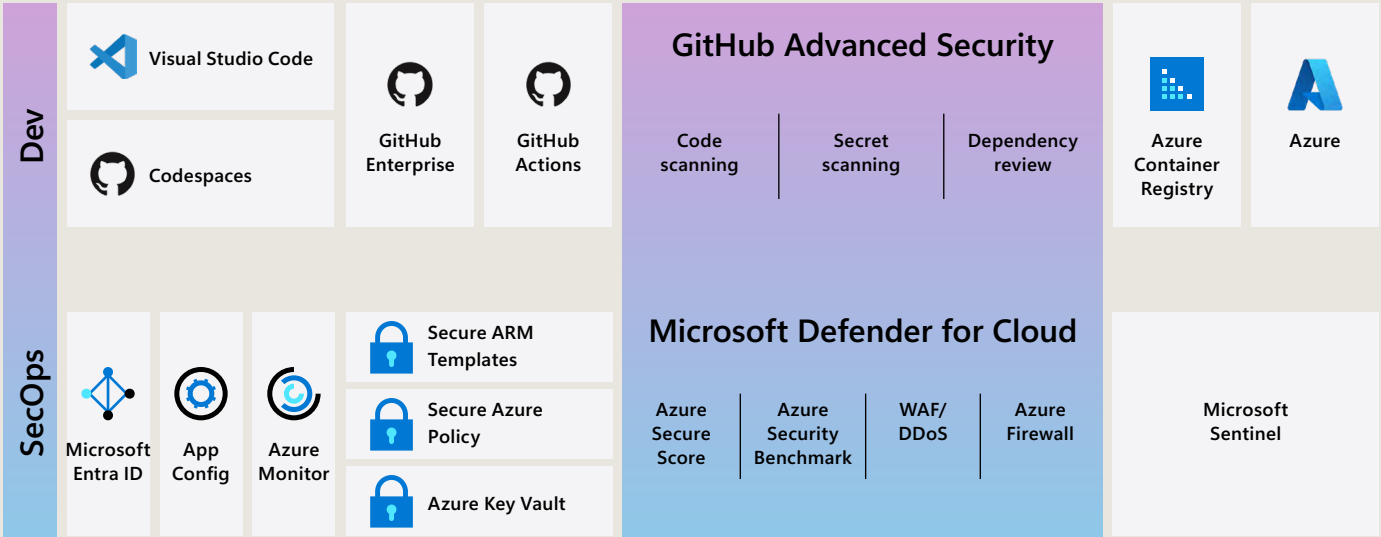 Dev
Visual Studio Code
Codespaces
GitHub
Enterprise
GitHub
Actions
GitHub Advanced Security
Code
scanning
Secret
scanning
Dependency
review
Azure
Container
Registry
Azure
SecOps
Microsoft
Entra ID
App
Config
Azure
Monitor
Secure ARM
Templates
Secure Azure
Policy
Azure Key Vault
Microsoft Defender for Cloud
Azure
Secure
Score
Azure
Security
Benchmark
WAF/
DDoS
Azure
Firewall
Microsoft
Sentinel